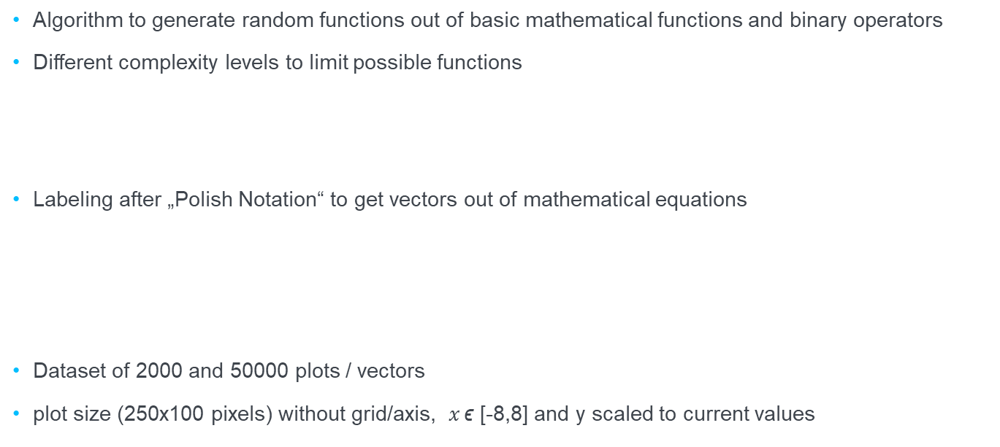 • Algorithm to generate random functions out of basic mathematical functions and binary operators
• Different complexity levels to limit possible functions
• Labeling after „Polish Notation“ to get vectors out of mathematical equations
• Dataset of 2000 and 50000 plots / vectors
• plot size (250x100 pixels) without grid/axis, 𝑥 𝜖 [-8,8] and y scaled to current values